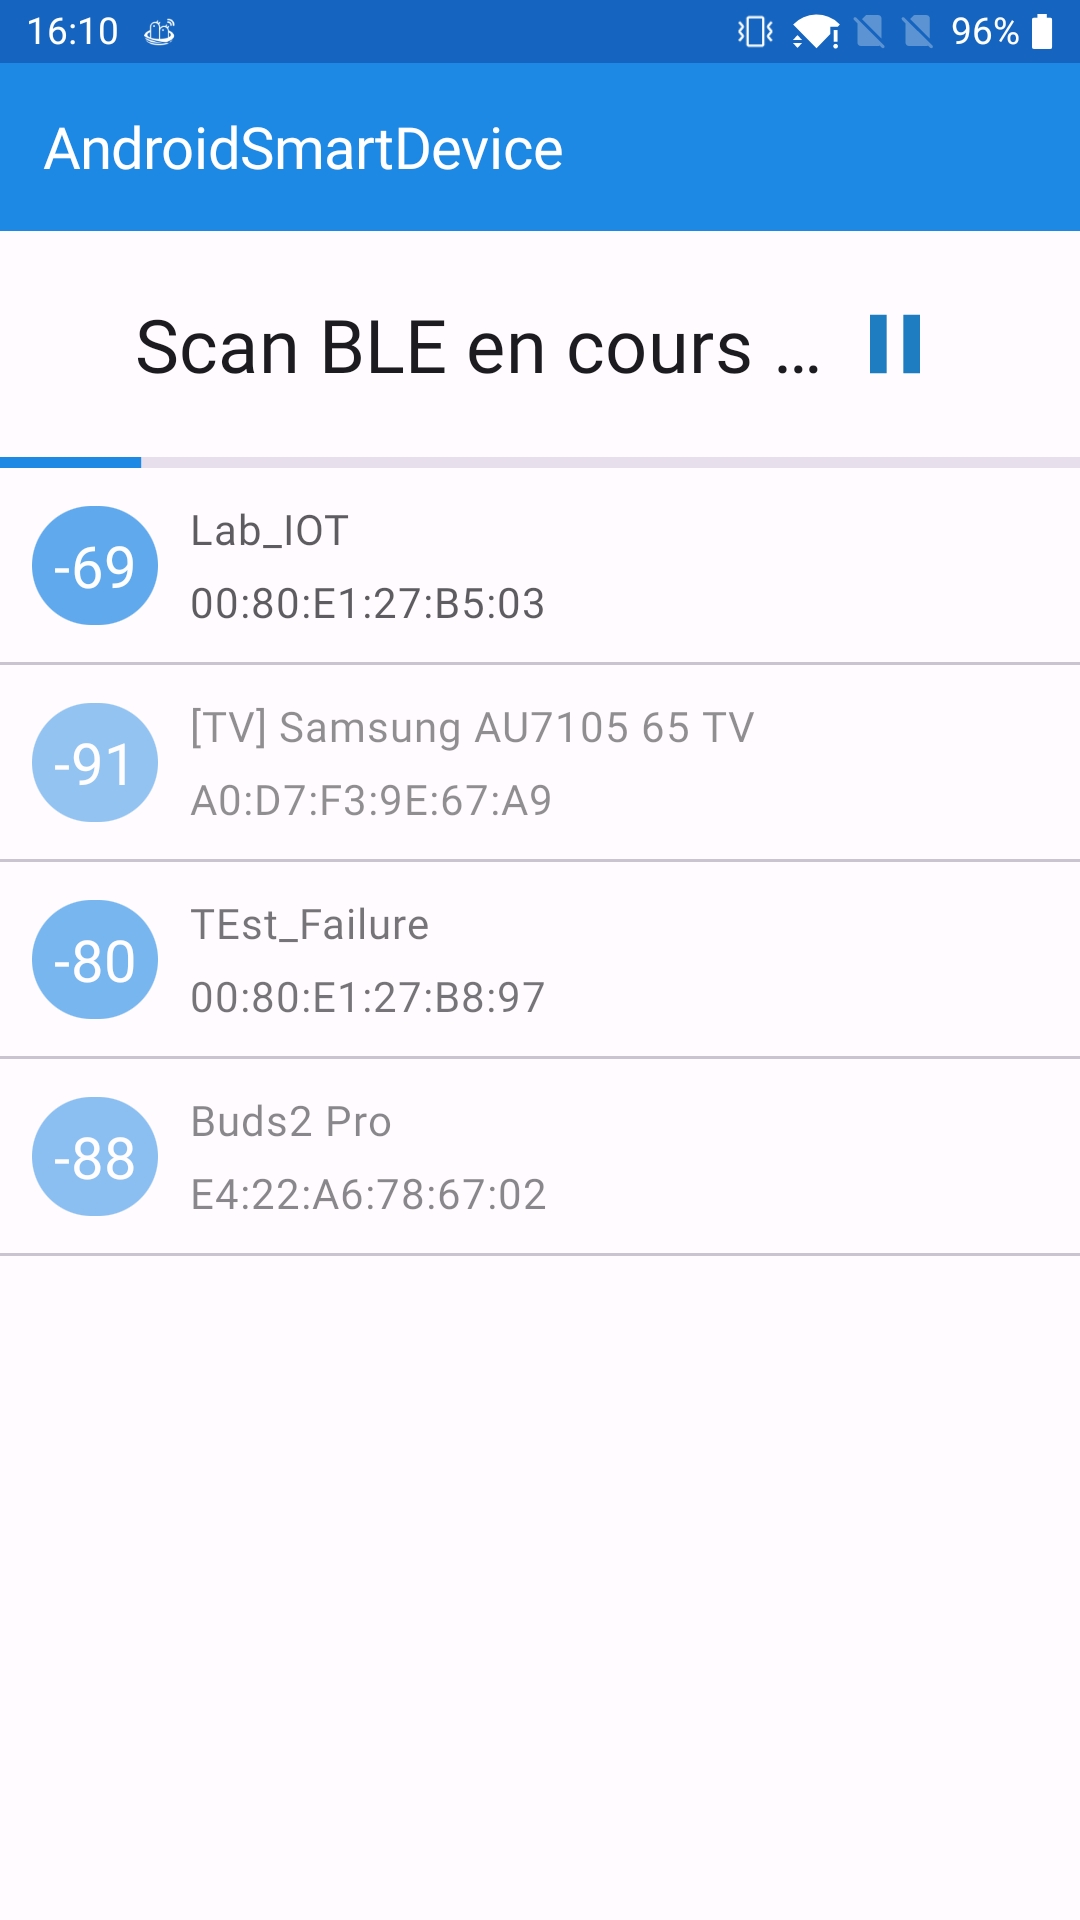 16:10
96%
AndroidSmartDevice
Scan BLE en cours ...
-69
Lab_IOT
00:80:E1:27:B5:03
-91
[TV] Samsung AU7105 65 TV
A0:D7:F3:9E:67:A9
-80
TEst_Failure
00:80:E1:27:B8:97
-88
Buds2 Pro
E4:22:A6:78:67:02